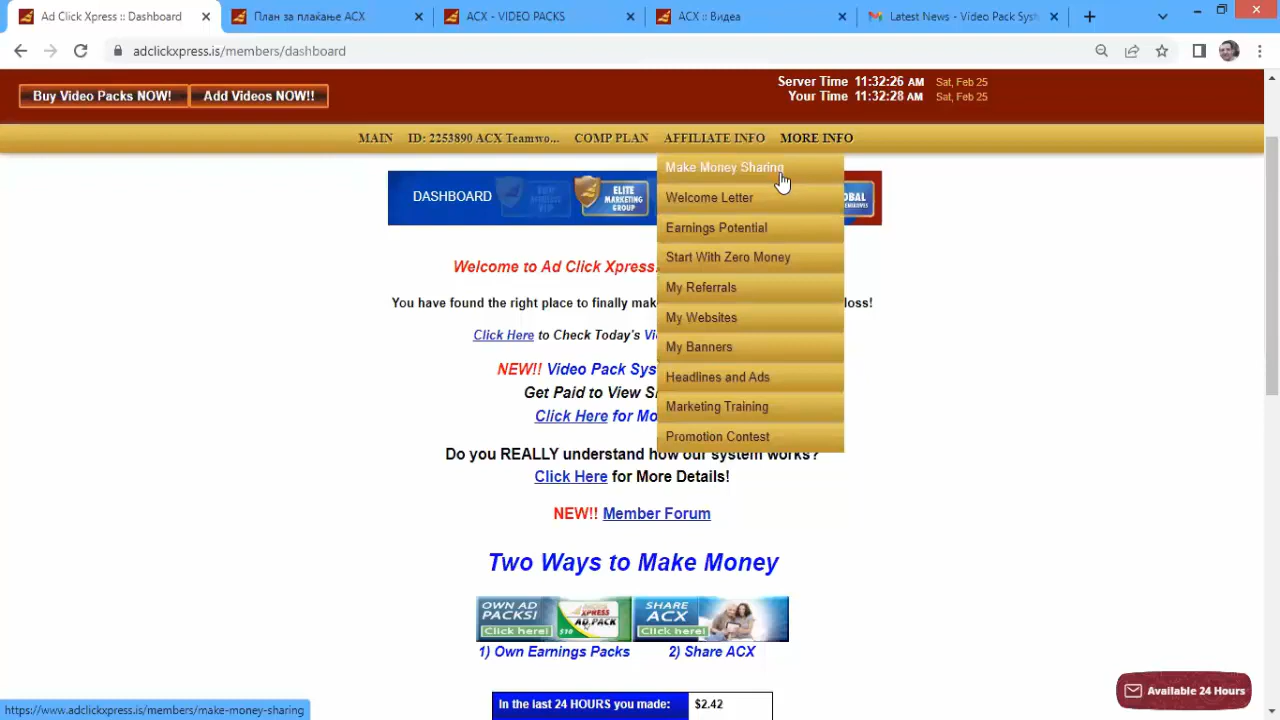 Ad Click Xpress : Dashboard
План за плаќање ACX
ACX - VIDEO PACKS
ACX :: Видеа
Latest News - Video Pack Syst
adclickxpress.is/members/dashboard
Buy Video Packs NOW!
Add Videos NOW!!
Server Time 11:32:26 AM Sat, Feb 25
Your Time 11:32:28 AM Sat, Feb 25
MAIN
ID: 2253890 ACX Teamwo...
COMP PLAN
AFFILIATE INFO
MORE INFO
Make Money Sharing
Welcome Letter
Earnings Potential
Start With Zero Money
My Referrals
My Websites
My Banners
Headlines and Ads
Marketing Training
Promotion Contest
DASHBOARD
ELITE
MARKETING
GROUP
Welcome to Ad Click Xpress.
You have found the right place to finally mak
loss!
Click Here to Check Today's Vi
NEW!! Video Pack Sys
Get Paid to View S
Click Here for Mo
Do you REALLY understand how our system works?
Click Here for More Details!
NEW!! Member Forum
Two Ways to Make Money
OWN AD
PACKS!
Click here!
XPRESS
AD PACK
$10
SHARE
ACX
Click here!
1) Own Earnings Packs
2) Share ACX
In the last 24 HOURS you made:
$2.42
https://www.adclickxpress.is/members/make-money-sharing
Available 24 Hours